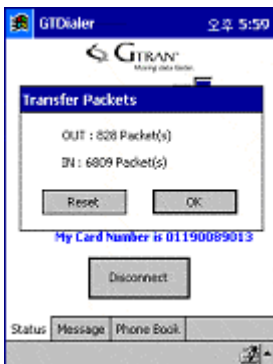 GTDialer 오후 5:59
GTRAN
Moving data faster
Transfer Packets
OUT : 828 Packet(s)
IN : 6809 Packet(s)
Reset OK
My Card Number is 01190089013
Disconnect
Status Message Phone Book